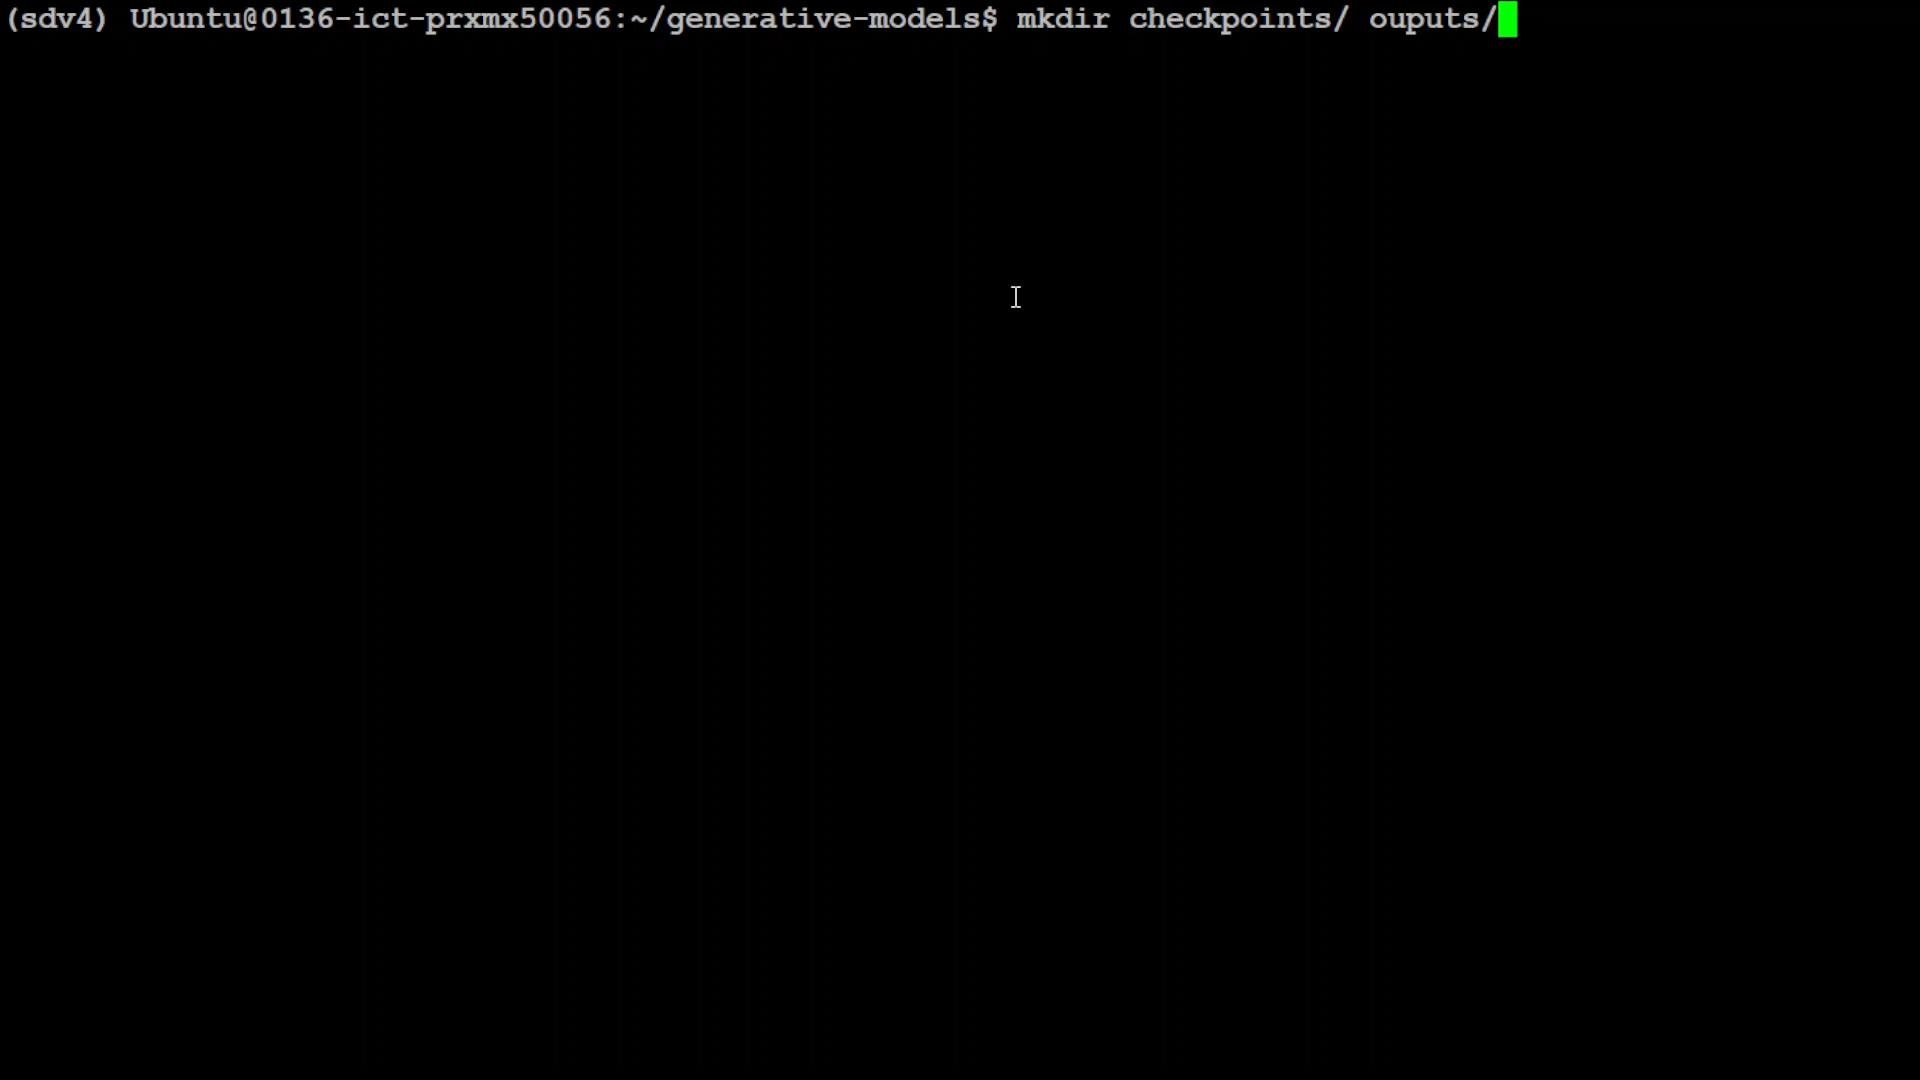 (sdv4) Ubuntu@0136-ict-prxmx50056:~/generative-models$ mkdir checkpoints/ ouputs/